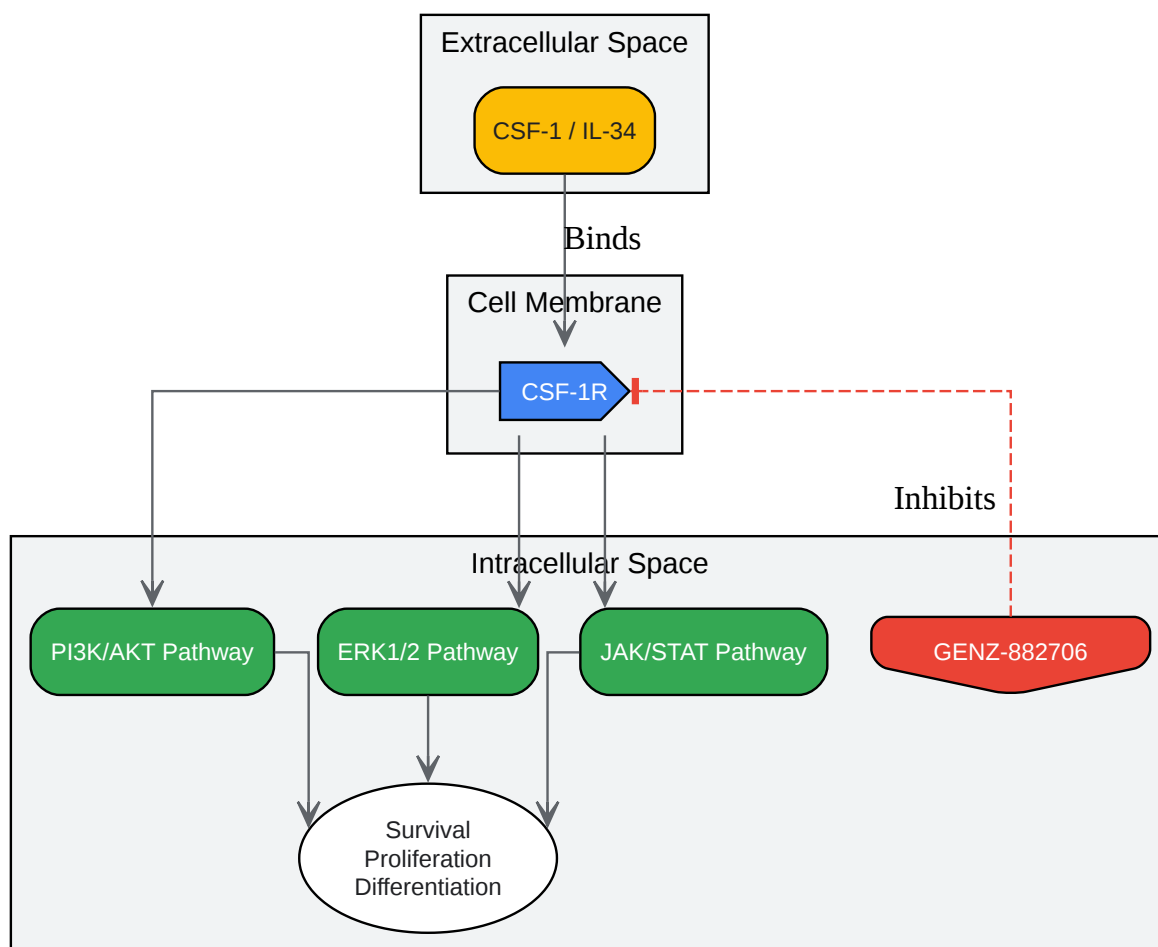 Extracellular Space
CSF-1 / IL-34
Binds
Cell Membrane
CSF-1R
Inhibits
Intracellular Space
PI3K/AKT Pathway
ERK1/2 Pathway
JAK/STAT Pathway
GENZ-882706
Survival
Proliferation
Differentiation